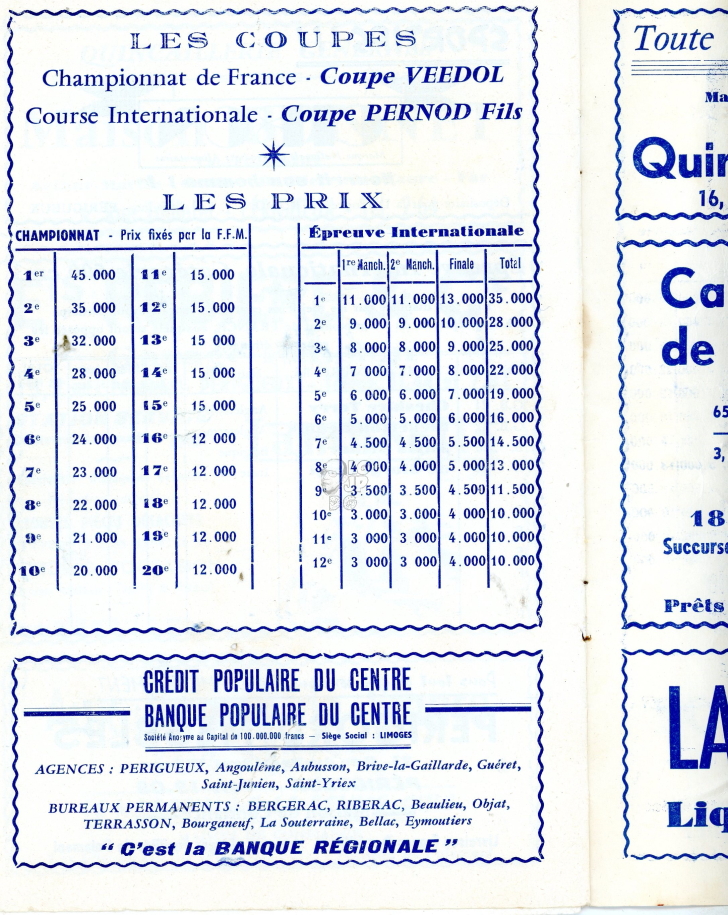 LES COUPES
Championnat de France - Coupe VEEDOL
Course Internationale - Coupe PERNOD Fils
LES PRIX
CHAMPIONNAT - Prix fixés par la F.F.M.
1er 45.000 11e 15.000
2e 35.000 12e 15.000
3e 32.000 13e 15 000
4e 28.000 14e 15.000
5e 25.000 15e 15.000
6e 24.000 16e 12 000
7e 23.000 17e 12.000
8e 22.000 18e 12.000
9e 21.000 19e 12.000
10e 20.000 20e 12.000
Épreuve Internationale
1re Manch. 2e Manch. Finale Total
1e 11.000 11.000 13.000 35.000
2e 9.000 9.000 10.000 28.000
3e 8.000 8.000 9.000 25.000
4e 7 000 7.000 8.000 22.000
5e 6.000 6.000 7.000 19.000
6e 5.000 5.000 6.000 16.000
7e 4.500 4.500 5.500 14.500
8e 4.000 4.000 5.000 13.000
9e 3.500 3.500 4.500 11.500
10e 3.000 3.000 4 000 10.000
11e 3 000 3 000 4.000 10.000
12e 3 000 3 000 4.000 10.000
CRÉDIT POPULAIRE DU CENTRE
BANQUE POPULAIRE DU CENTRE
Société Anonyme au Capital de 100.000.000 francs - Siège Social : LIMOGES
AGENCES : PERIGUEUX, Angoulême, Aubusson, Brive-la-Gaillarde, Guéret,
Saint-Junien, Saint-Yriex
BUREAUX PERMANENTS : BERGERAC, RIBERAC, Beaulieu, Objat,
TERRASSON, Bourganeuf, La Souterraine, Bellac, Eymoutiers
" C'est la BANQUE RÉGIONALE "
Toute
Ma
Quin
16,
Ca
de
65
3,
18
Succurs
Prêts
LA
Liq